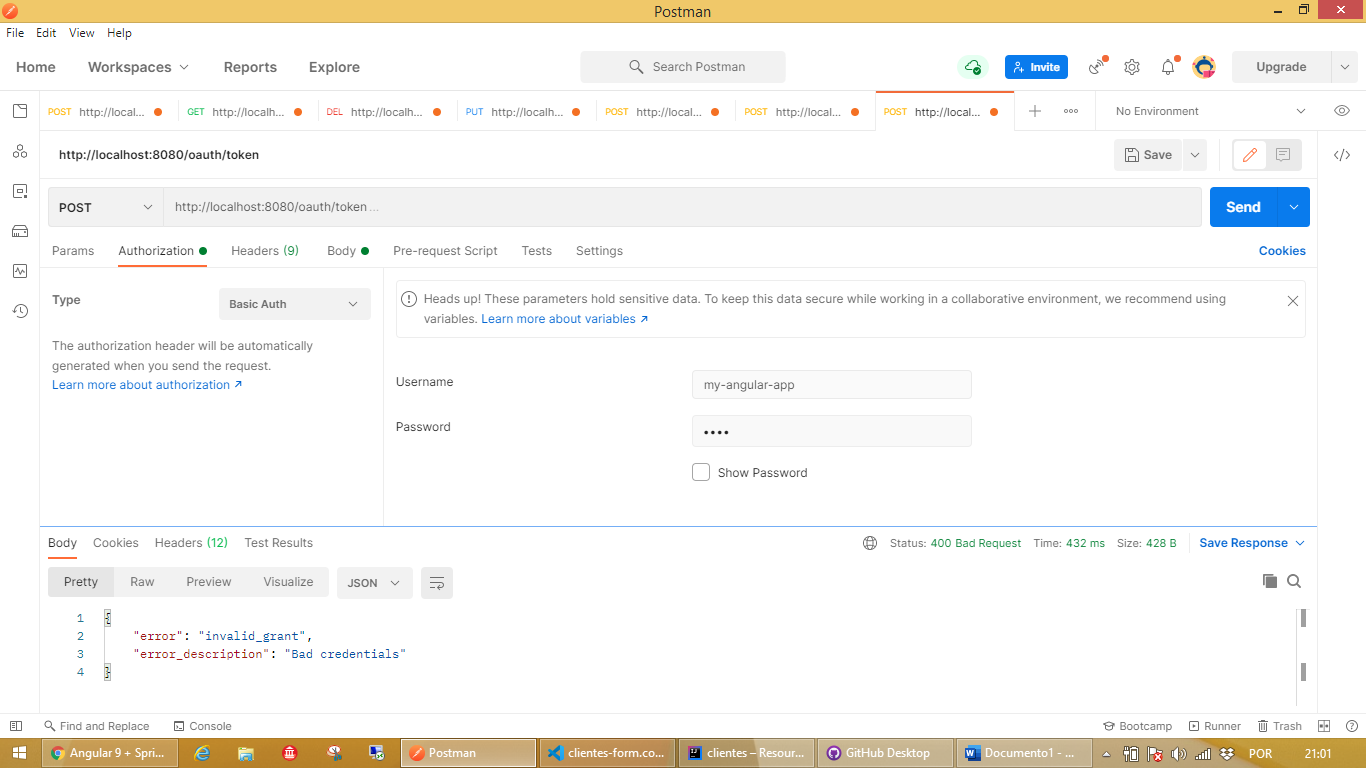 Postman
File Edit View Help
Home Workspaces Reports Explore Search Postman Invite Upgrade
POST http://local... GET http://localh... DEL http://localh... PUT http://localh... POST http://local... POST http://local... POST http://local... No Environment
http://localhost:8080/oauth/token Save
POST http://localhost:8080/oauth/token ... Send
Params Authorization Headers (9) Body Pre-request Script Tests Settings Cookies
Type Basic Auth
Heads up! These parameters hold sensitive data. To keep this data secure while working in a collaborative environment, we recommend using
variables. Learn more about variables
The authorization header will be automatically
generated when you send the request.
Learn more about authorization
Username my-angular-app
Password ••••
Show Password
Body Cookies Headers (12) Test Results Status: 400 Bad Request Time: 432 ms Size: 428 B Save Response
Pretty Raw Preview Visualize JSON
1 {
2 "error": "invalid_grant",
3 "error_description": "Bad credentials"
4 }
Find and Replace Console Bootcamp Runner Trash
Angular 9 + Spri... Postman clientes-form.co... clientes – Resour... GitHub Desktop Documento1 - ... POR 21:01